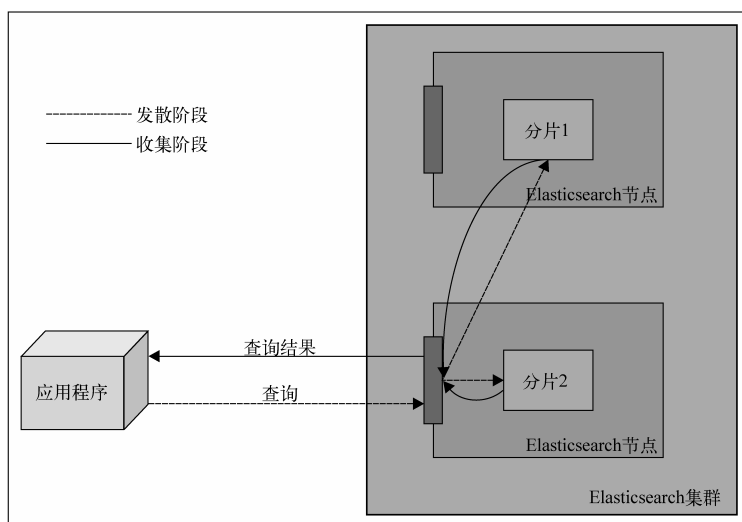 发散阶段
收集阶段
分片1
Elasticsearch节点
查询结果
应用程序
查询
分片2
Elasticsearch节点
Elasticsearch集群